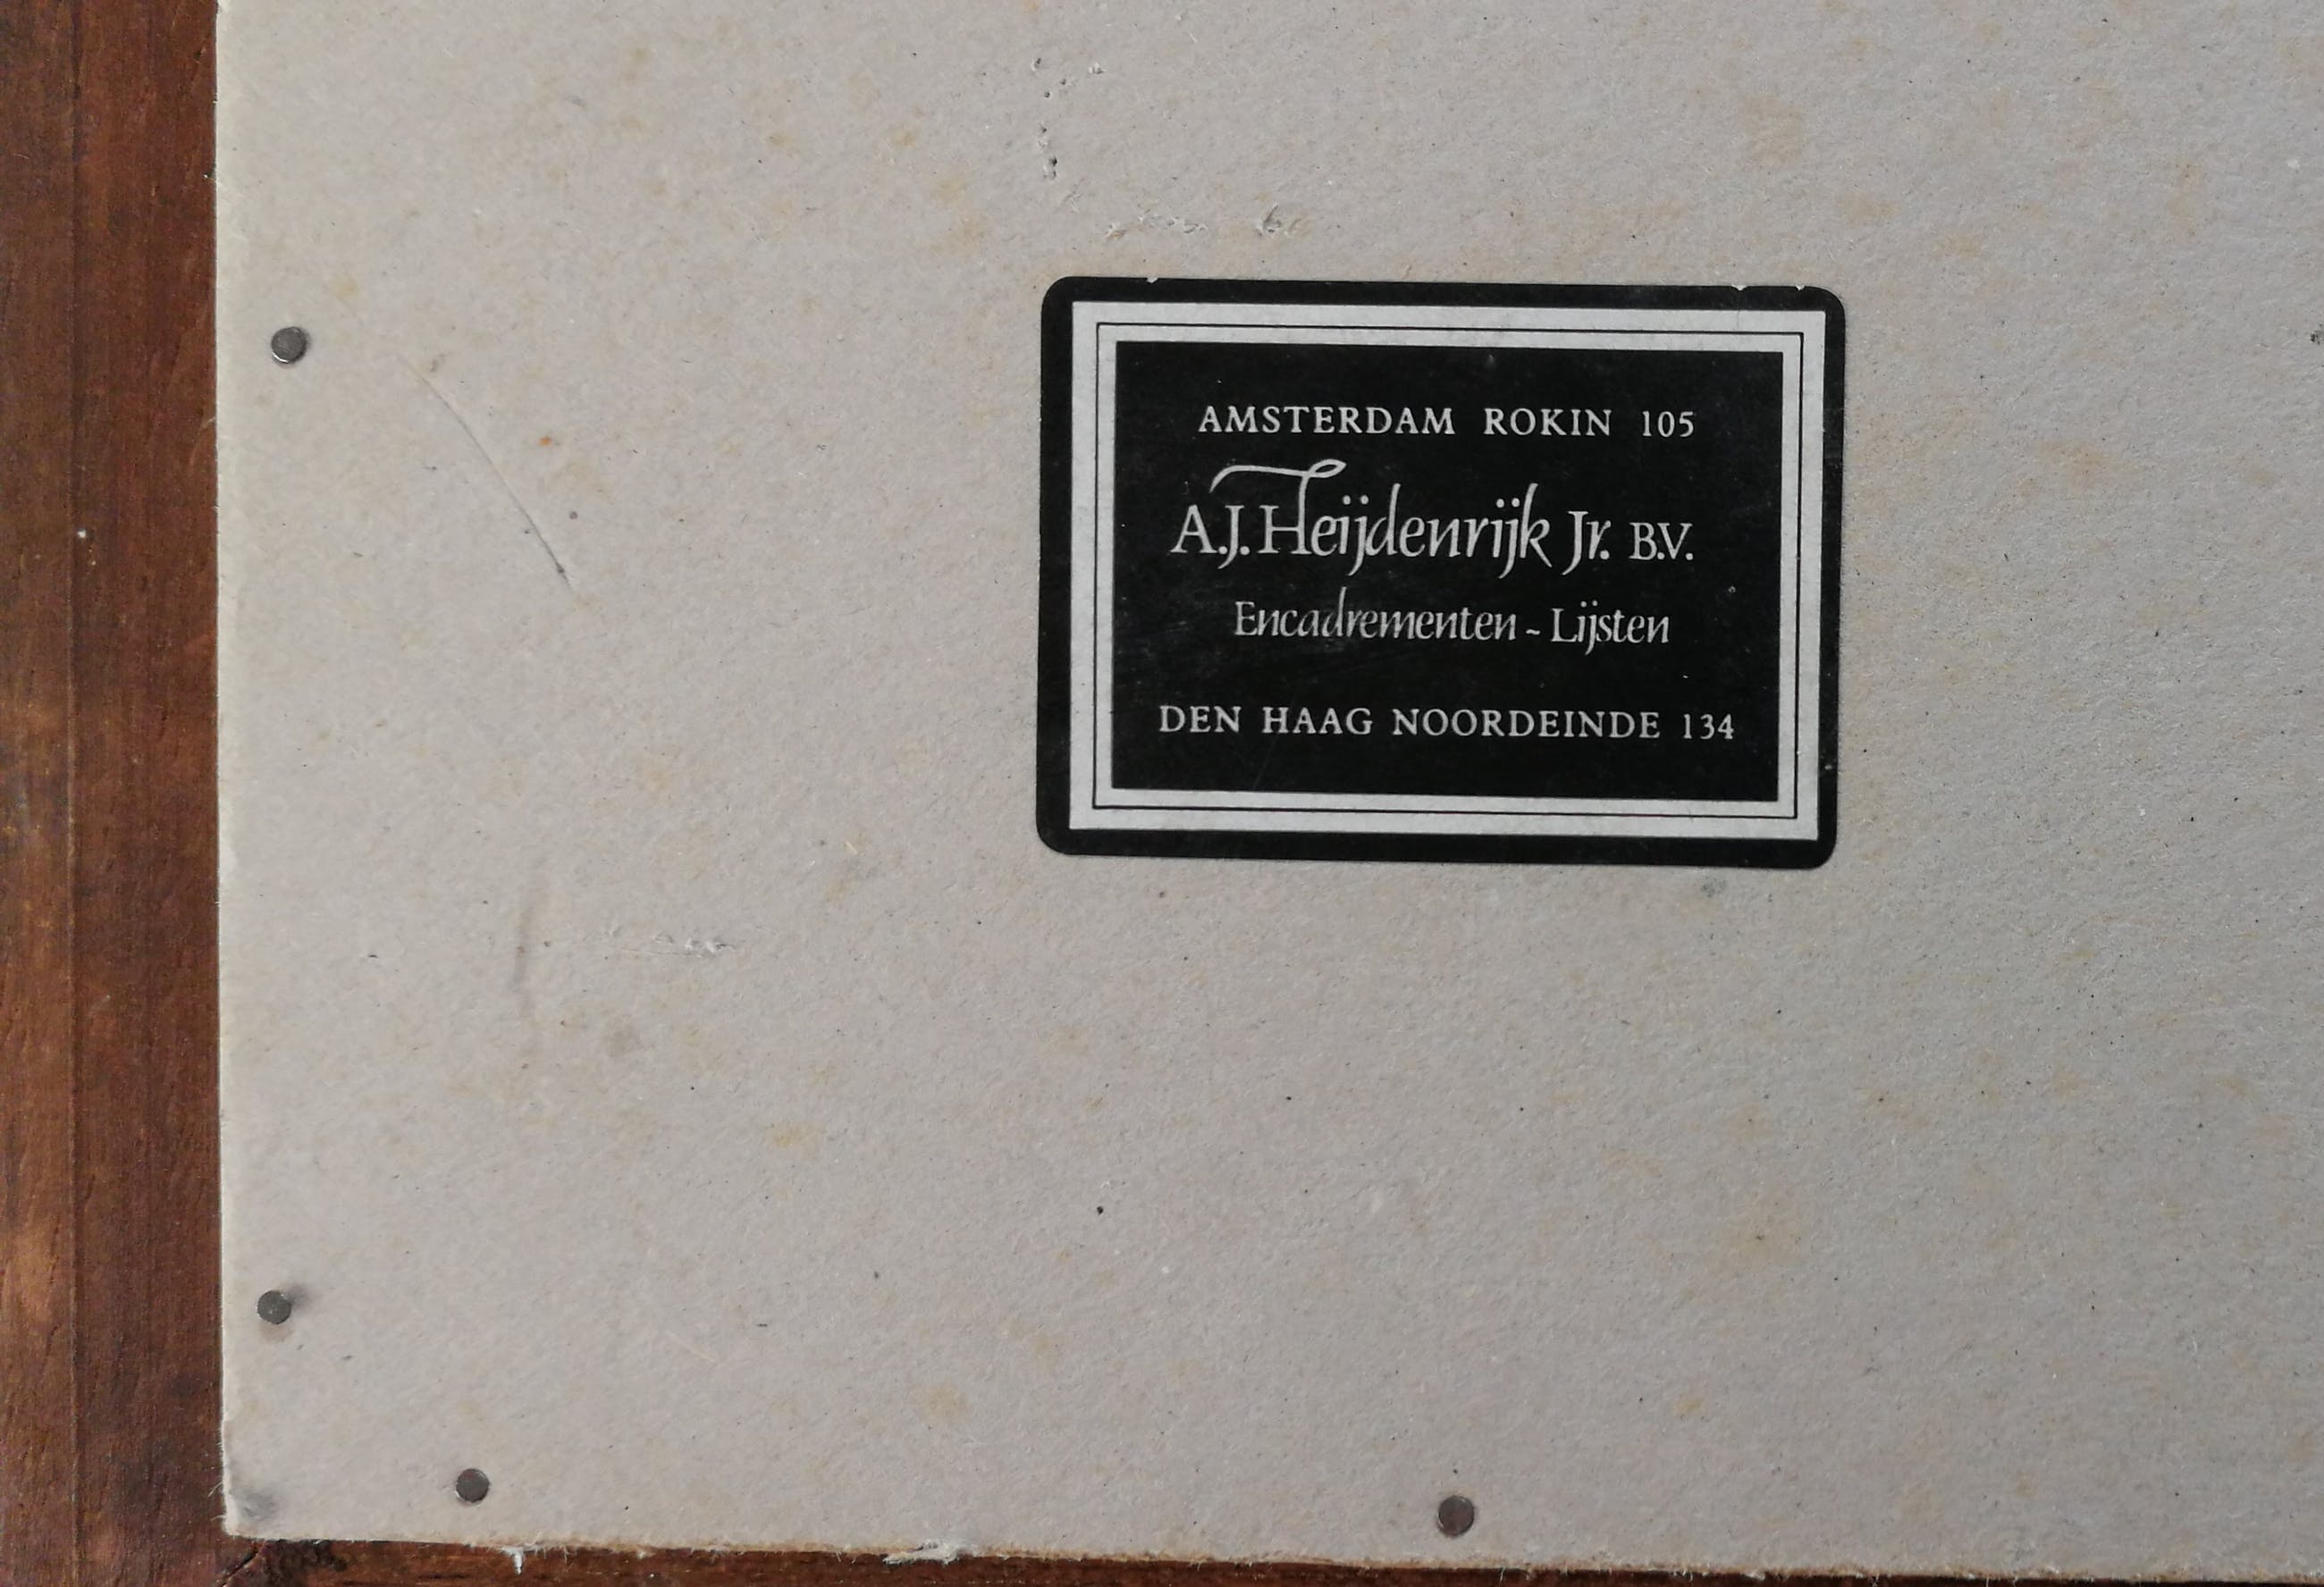 AMSTERDAM ROKIN 105
A.J. Heijdenrijk Jr. B.V.
Encadrementen ~ Lijsten
DEN HAAG NOORDEINDE 134